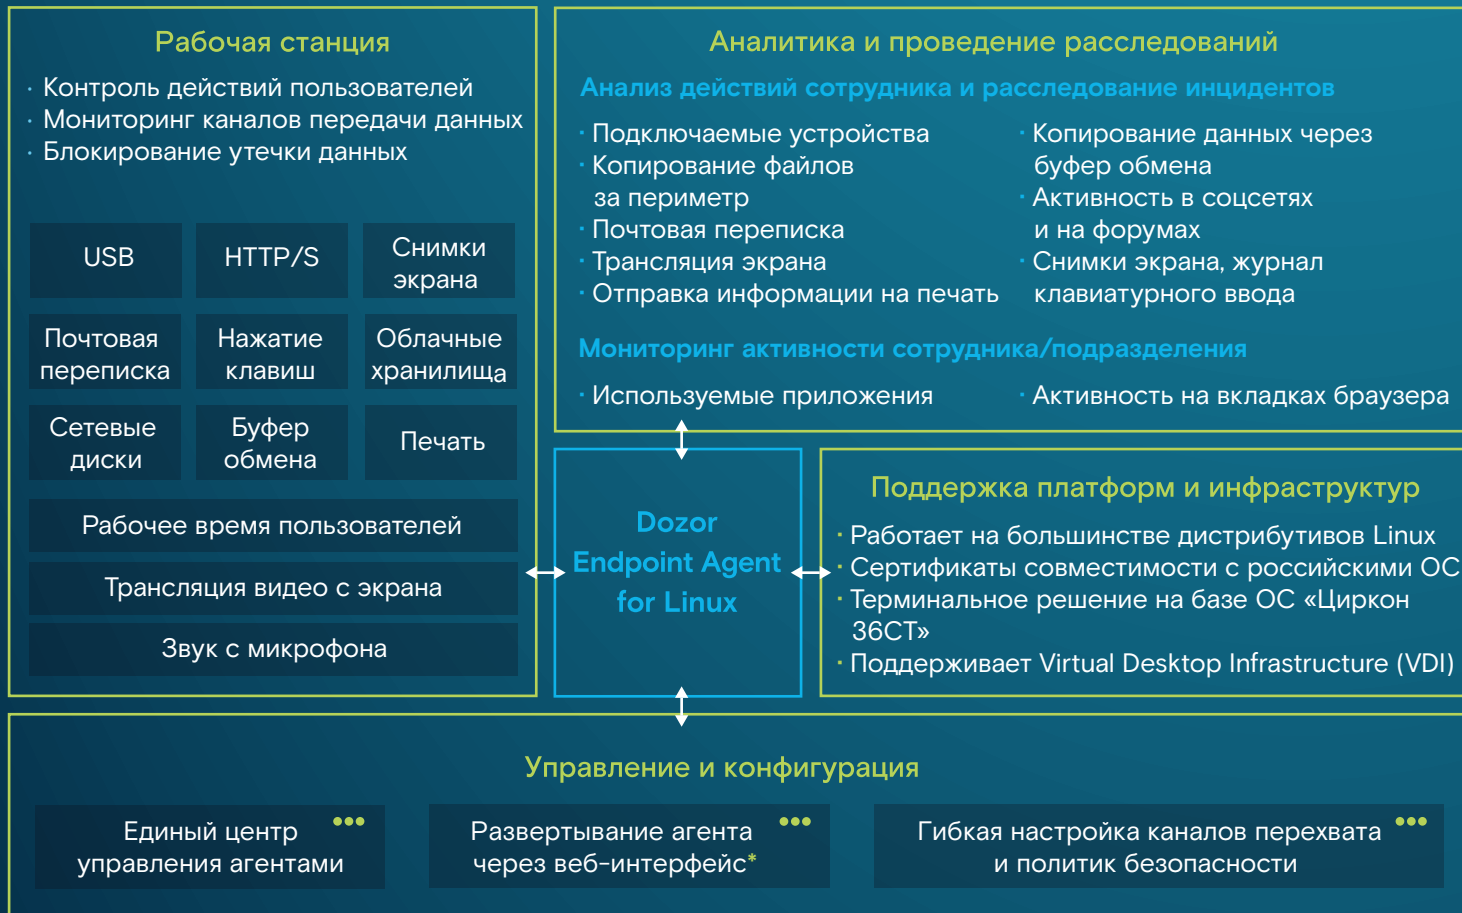 Рабочая станция
· Контроль действий пользователей
· Мониторинг каналов передачи данных
· Блокирование утечки данных
USB
HTTP/S
Снимки
экрана
Почтовая
переписка
Нажатие
клавиш
Облачные
хранилища
Сетевые
диски
Буфер
обмена
Печать
Рабочее время пользователей
Трансляция видео с экрана
Звук с микрофона
Аналитика и проведение расследований
Анализ действий сотрудника и расследование инцидентов
· Подключаемые устройства
· Копирование файлов
за периметр
· Почтовая переписка
· Трансляция экрана
· Отправка информации на печать
· Копирование данных через
буфер обмена
· Активность в соцсетях
и на форумах
· Снимки экрана, журнал
клавиатурного ввода
Мониторинг активности сотрудника/подразделения
· Используемые приложения
· Активность на вкладках браузера
Dozor
Endpoint Agent
for Linux
Поддержка платформ и инфраструктур
· Работает на большинстве дистрибутивов Linux
· Сертификаты совместимости с российскими ОС
· Терминальное решение на базе ОС «Циркон
36СТ»
· Поддерживает Virtual Desktop Infrastructure (VDI)
Управление и конфигурация
Единый центр
управления агентами
Развертывание агента
через веб-интерфейс*
Гибкая настройка каналов перехвата
и политик безопасности